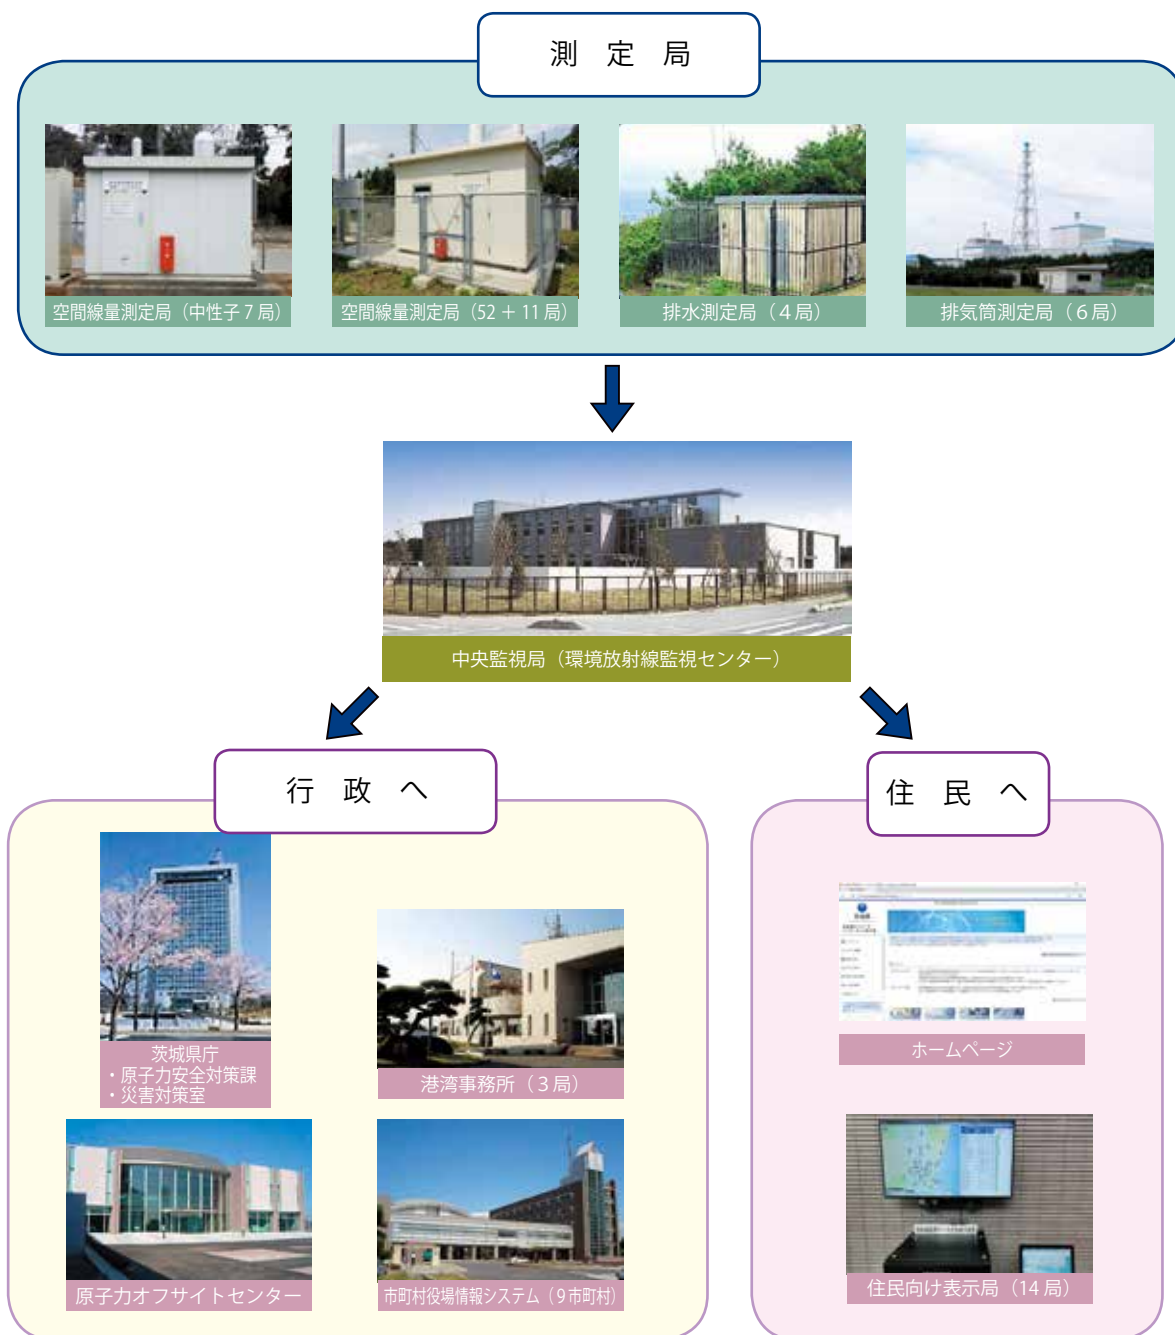 測定局
空間線量測定局（中性子７局）
空間線量測定局（52 ＋ 11 局）
排水測定局（４局）
排気筒測定局（６局）
中央監視局（環境放射線監視センター）
行政へ
住民へ
茨城県庁
・原子力安全対策課
・災害対策室
港湾事務所（３局）
原子力オフサイトセンター
市町村役場情報システム（９市町村）
ホームページ
住民向け表示局（14 局）